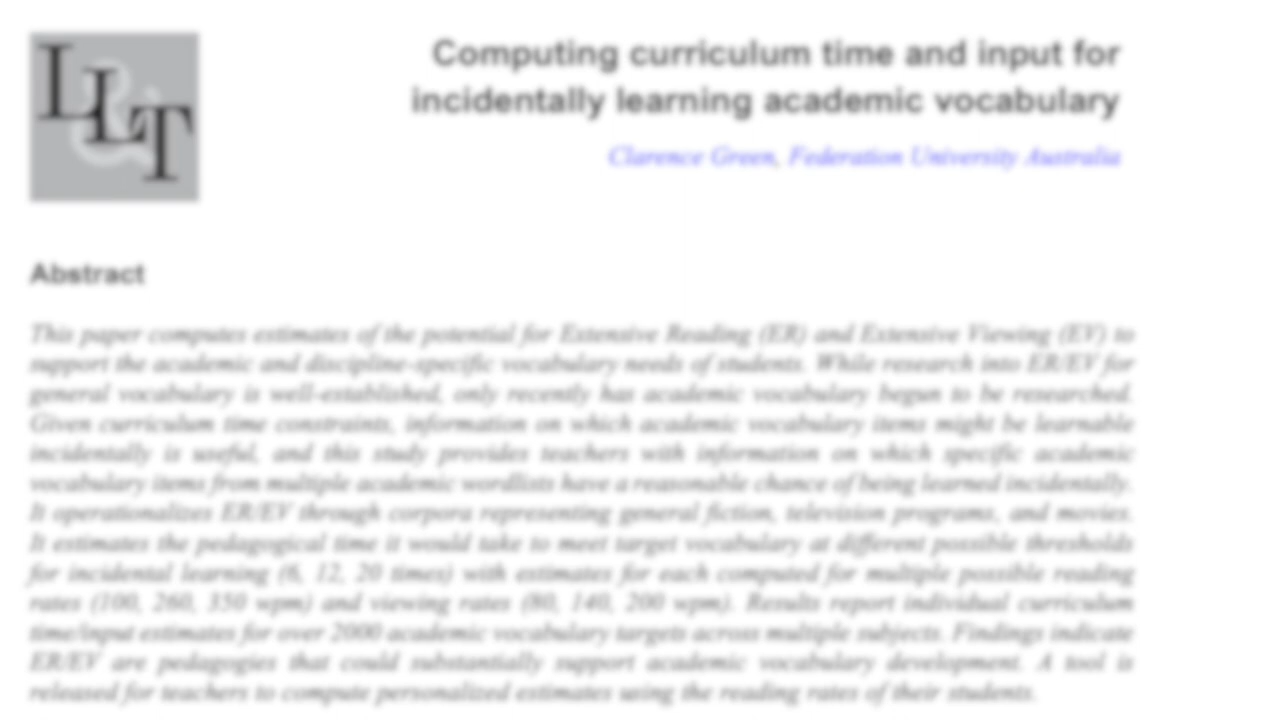 L&LT
Computing curriculum time and input for
incidentally learning academic vocabulary
Clarence Green, Federation University Australia
Abstract
This paper computes estimates of the potential for Extensive Reading (ER) and Extensive Viewing (EV) to
support the academic and discipline-specific vocabulary needs of students. While research into ER/EV for
general vocabulary is well-established, only recently has academic vocabulary begun to be researched.
Given curriculum time constraints, information on which academic vocabulary items might be learnable
incidentally is useful, and this study provides teachers with information on which specific academic
vocabulary items from multiple academic wordlists have a reasonable chance of being learned incidentally.
It operationalizes ER/EV through corpora representing general fiction, television programs, and movies.
It estimates the pedagogical time it would take to meet target vocabulary at different possible thresholds
for incidental learning (6, 12, 20 times) with estimates for each computed for multiple possible reading
rates (100, 260, 350 wpm) and viewing rates (80, 140, 200 wpm). Results report individual curriculum
time/input estimates for over 2000 academic vocabulary targets across multiple subjects. Findings indicate
ER/EV are pedagogies that could substantially support academic vocabulary development. A tool is
released for teachers to compute personalized estimates using the reading rates of their students.